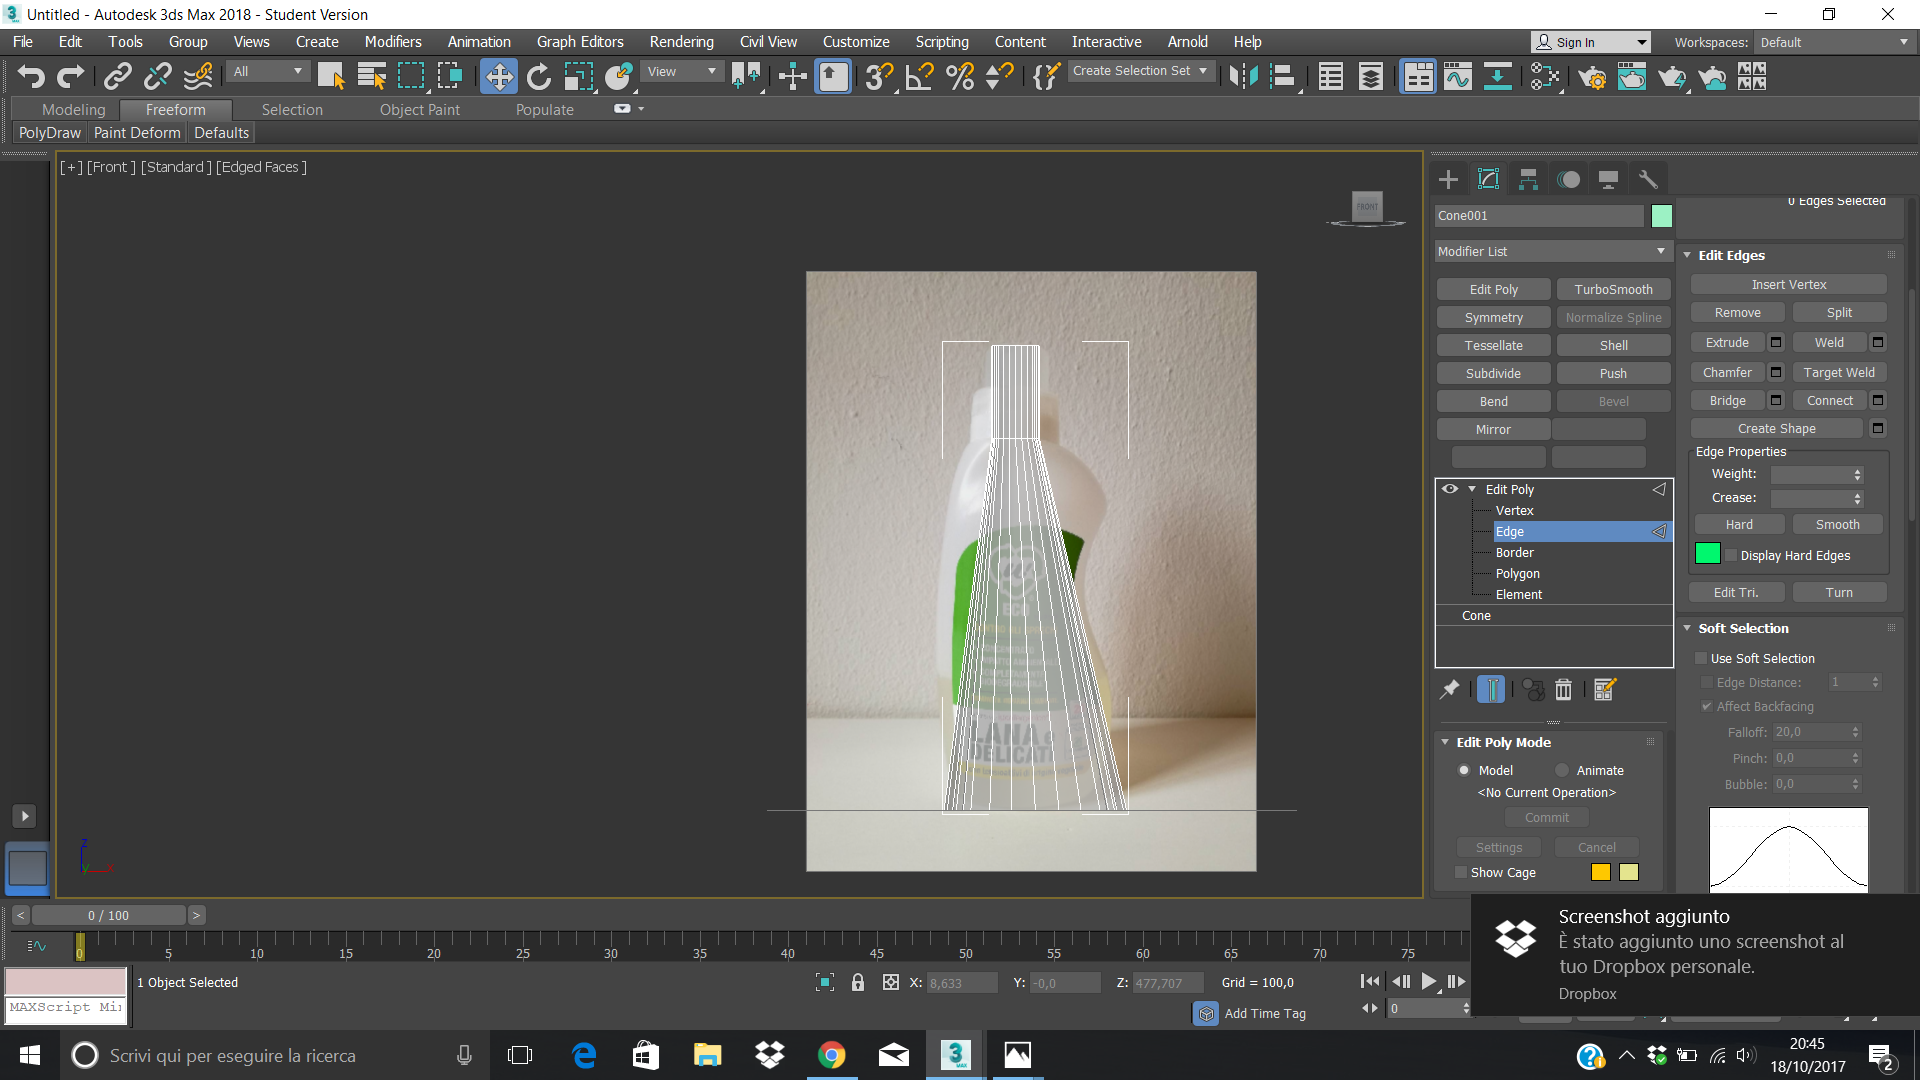 Untitled - Autodesk 3ds Max 2018 - Student Version
File Edit Tools Group Views Create Modifiers Animation Graph Editors Rendering Civil View Customize Scripting Content Interactive Arnold Help
Sign In
Workspaces: Default
All
View
Create Selection Set
Modeling Freeform Selection Object Paint Populate
PolyDraw Paint Deform Defaults
[+] [Front ] [Standard ] [Edged Faces ]
FRONT
ECO
LANA e
DELICATI
z
y
x
Cone001
Modifier List
Edit Poly TurboSmooth
Symmetry Normalize Spline
Tessellate Shell
Subdivide Push
Bend Bevel
Mirror
Edit Poly
Vertex
Edge
Border
Polygon
Element
Cone
Edit Poly Mode
Model Animate
<No Current Operation>
Commit
Settings Cancel
Show Cage
0 Edges Selected
Edit Edges
Insert Vertex
Remove Split
Extrude Weld
Chamfer Target Weld
Bridge Connect
Create Shape
Edge Properties
Weight:
Crease:
Hard Smooth
Display Hard Edges
Edit Tri. Turn
Soft Selection
Use Soft Selection
Edge Distance: 1
Affect Backfacing
Falloff: 20,0
Pinch: 0,0
Bubble: 0,0
< 0 / 100 >
0 5 10 15 20 25 30 35 40 45 50 55 60 65 70 75
1 Object Selected
X: 8,633 Y: -0,0 Z: 477,707 Grid = 100,0
MAXScript Mi
Add Time Tag
0
Screenshot aggiunto
È stato aggiunto uno screenshot al
tuo Dropbox personale.
Dropbox
Scrivi qui per eseguire la ricerca
20:45
18/10/2017
2